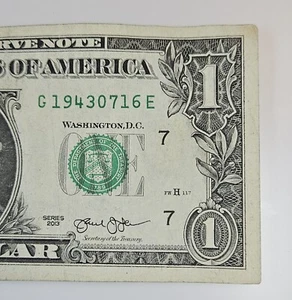 RVE NOTE
S OF AMERICA
1
G 19430716 E
WASHINGTON, D.C.
7
ONE
FW H 117
SERIES
2013
7
Secretary of the Treasury.
1
LAR